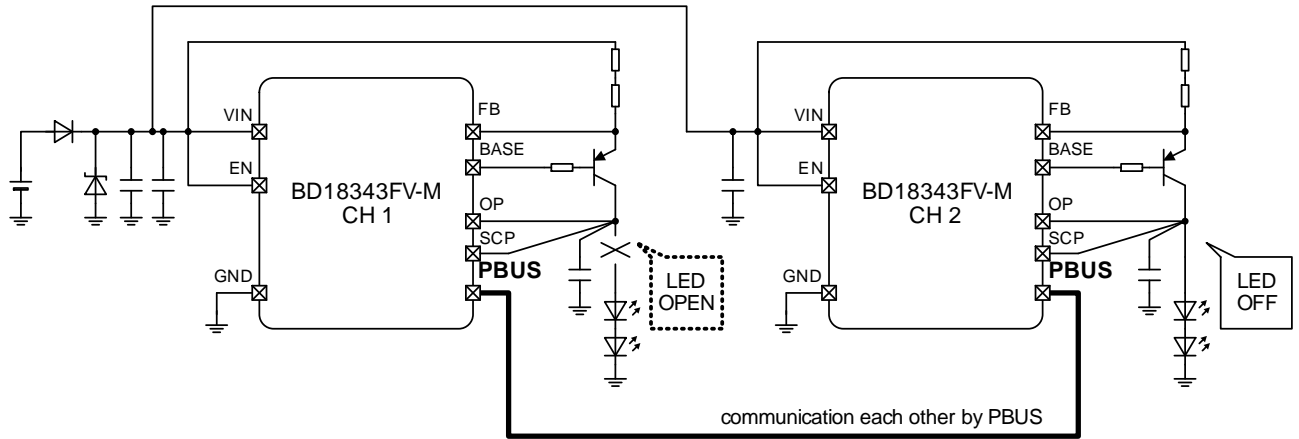 VIN
EN
GND
BD18343FV-M
CH 1
FB
BASE
OP
SCP
PBUS
LED
OPEN
VIN
EN
GND
BD18343FV-M
CH 2
FB
BASE
OP
SCP
PBUS
LED
OFF
communication each other by PBUS